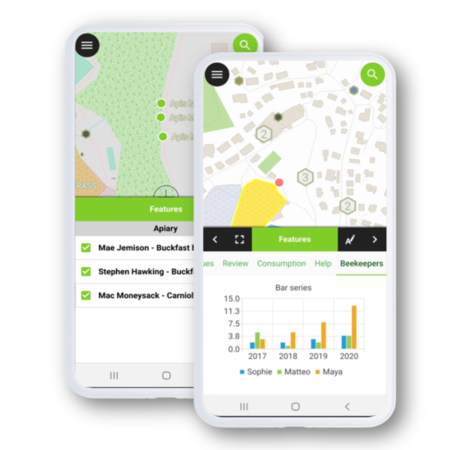 Apis M
Apis M
Apis M
Features
Apiary
Mae Jemison - Buckfast
Stephen Hawking - Buckf
Mac Moneysack - Carniol
2
3
2
Features
ues Review Consumption Help Beekeepers
Bar series
15.0
11.3
7.5
3.8
0.0
2017 2018 2019 2020
Sophie Matteo Maya